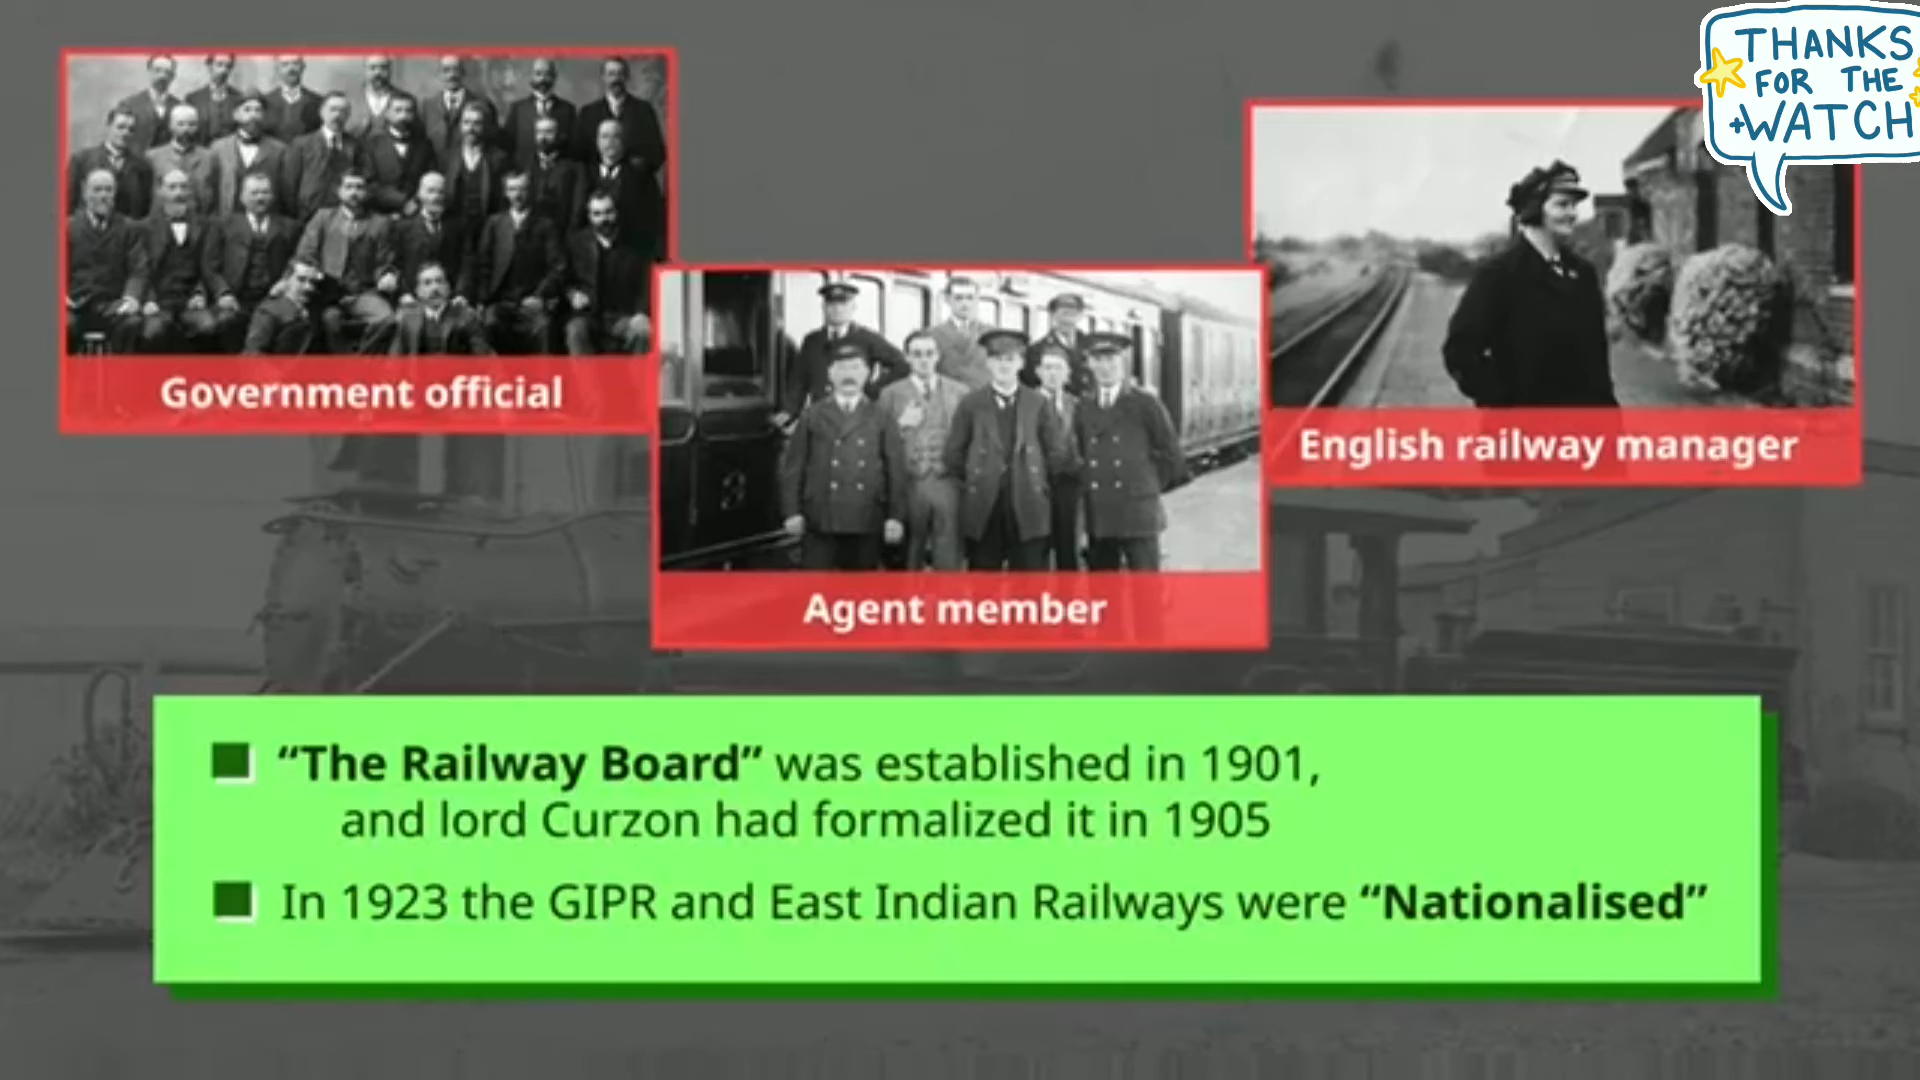 THANKS
FOR THE
WATCH
Government official
English railway manager
Agent member
3
“The Railway Board” was established in 1901,
and lord Curzon had formalized it in 1905
In 1923 the GIPR and East Indian Railways were “Nationalised”